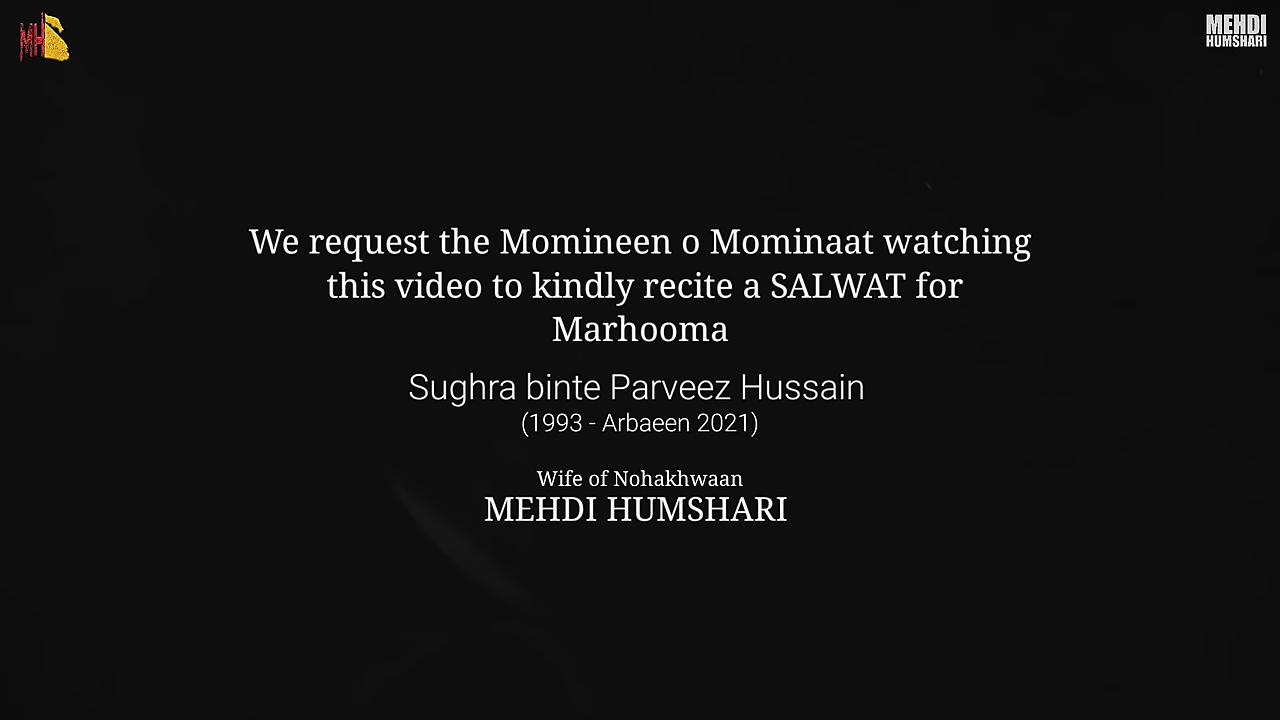 MH
MEHDI
HUMSHARI
We request the Momineen o Mominaat watching
this video to kindly recite a SALWAT for
Marhooma
Sughra binte Parveez Hussain
(1993 - Arbaeen 2021)
Wife of Nohakhwaan
MEHDI HUMSHARI